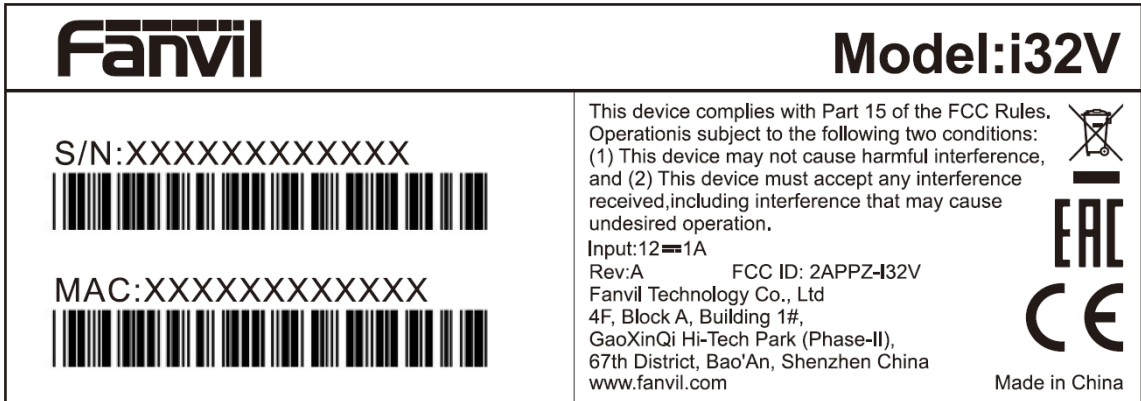 Fanvil
Model:i32V
S/N:XXXXXXXXXXXX
MAC:XXXXXXXXXXXX
This device complies with Part 15 of the FCC Rules.
Operationis subject to the following two conditions:
(1) This device may not cause harmful interference,
and (2) This device must accept any interference
received,including interference that may cause
undesired operation.
Input:12⎓1A
Rev:A FCC ID: 2APPZ-I32V
Fanvil Technology Co., Ltd
4F, Block A, Building 1#,
GaoXinQi Hi-Tech Park (Phase-II),
67th District, Bao'An, Shenzhen China
www.fanvil.com
EAC
CE
Made in China